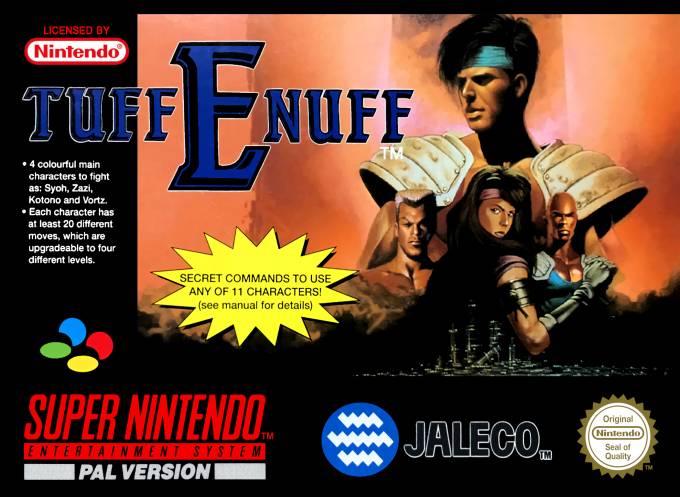 LICENSED BY
Nintendo®
TUFF E NUFF
TM
• 4 colourful main
characters to fight
as: Syoh, Zazi,
Kotono and Vortz.
• Each character has
at least 20 different
moves, which are
upgradeable to four
different levels.
SECRET COMMANDS TO USE
ANY OF 11 CHARACTERS!
(see manual for details)
SUPER NINTENDO TM
ENTERTAINMENT SYSTEM
PAL VERSION
JALECO TM
Original
Nintendo
Seal of
Quality
TM